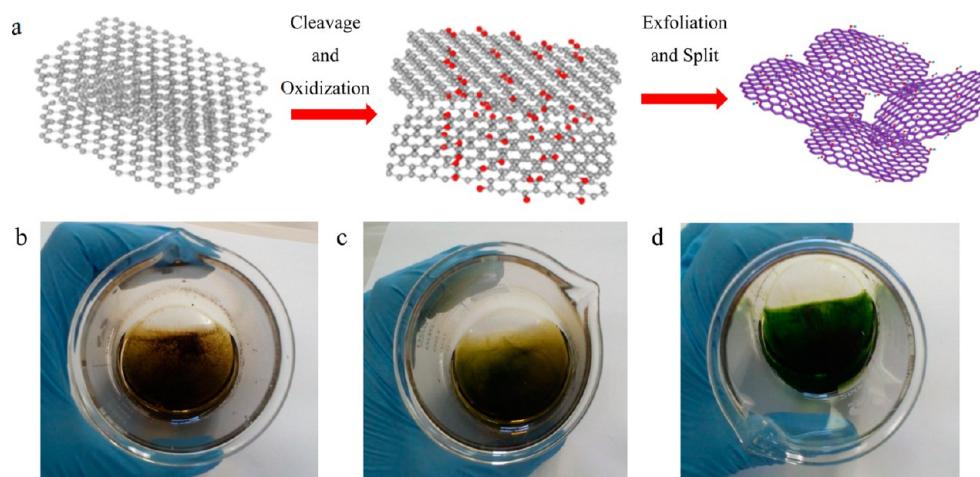 a
Cleavage
and
Oxidization
Exfoliation
and Split
b
c
d